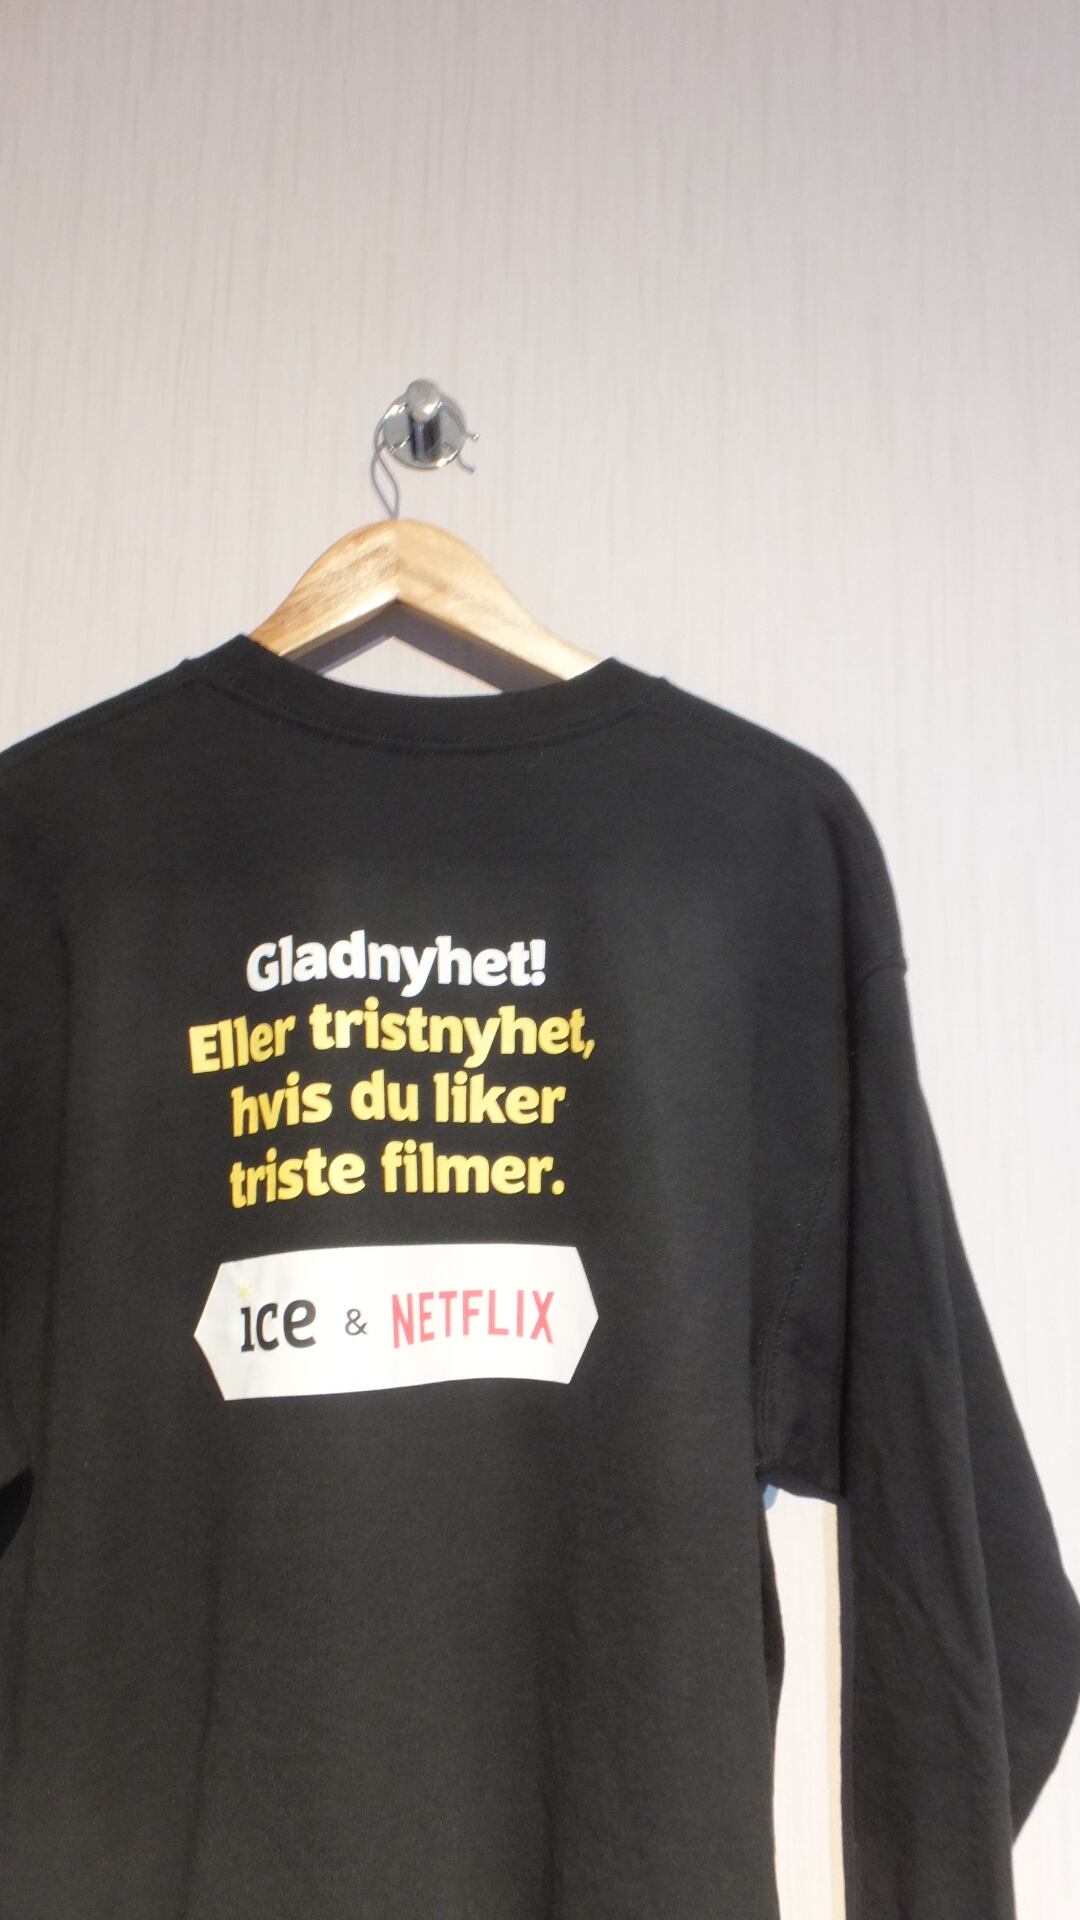 Gladnyhet!
Eller tristnyhet,
hvis du liker
triste filmer.
ice & NETFLIX